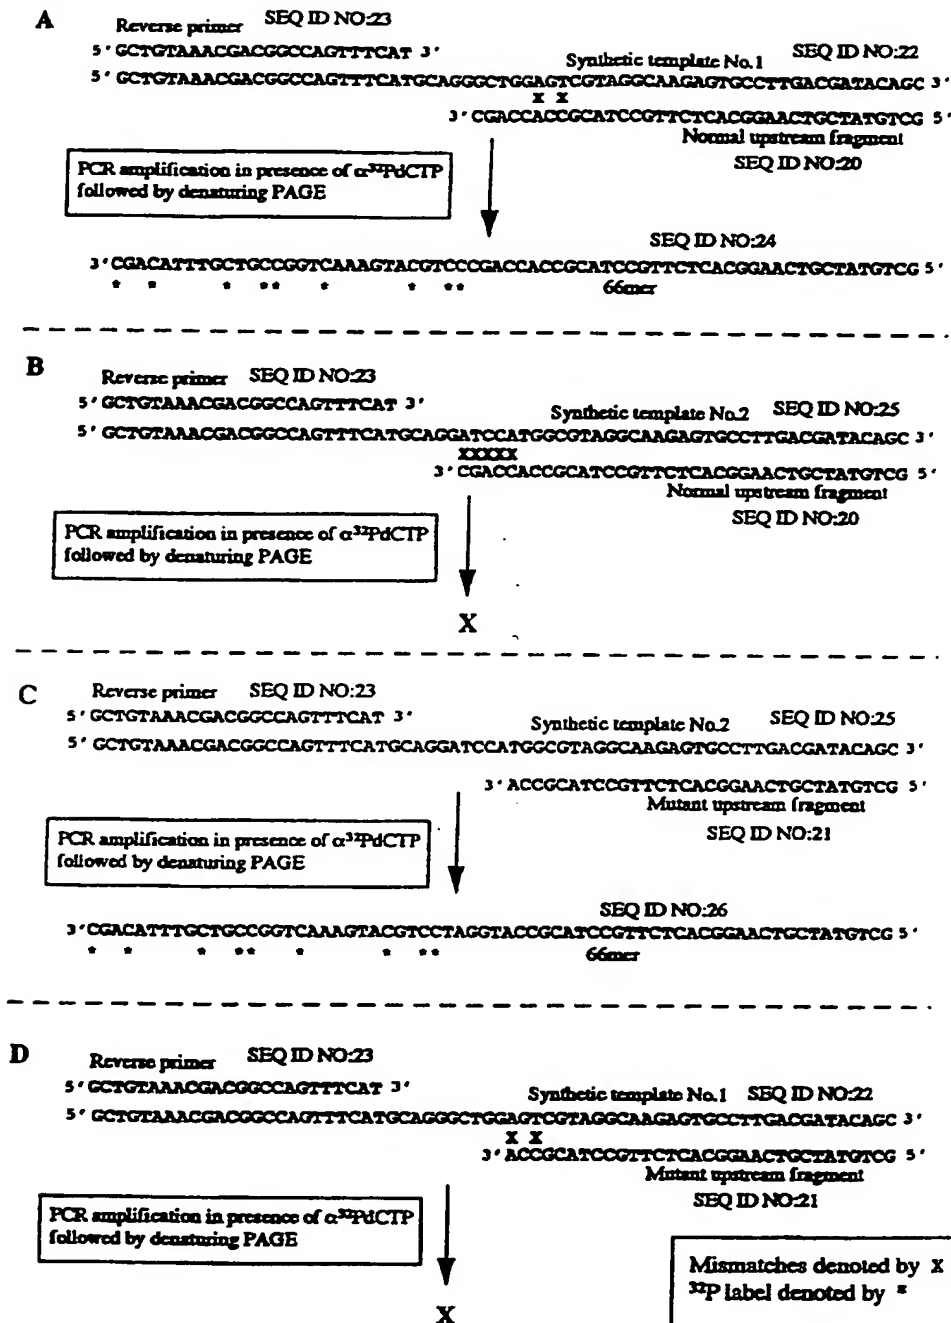 A
Reverse primer SEQ ID NO:23
5'GCTGTAAACGACGGCCAGTTTCAT 3'
Synthetic template No.1 SEQ ID NO:22
5'GCTGTAAACGACGGCCAGTTTCATGCAGGGCTGGAGTCGTAGGCAAGAGTGCCTTGACGATACAGC 3'
X X
3'CGACCACCGCATCCGTTCTCACGGAACTGCTATGTCG 5'
Normal upstream fragment
SEQ ID NO:20
PCR amplification in presence of α³²PdCTP
followed by denaturing PAGE
SEQ ID NO:24
3'CGACATTTGCTGCCGGTCAAAGTACGTCCCGACCACCGCATCCGTTCTCACGGAACTGCTATGTCG 5'
* * * ** * * **
66mer
B
Reverse primer SEQ ID NO:23
5'GCTGTAAACGACGGCCAGTTTCAT 3'
Synthetic template No.2 SEQ ID NO:25
5'GCTGTAAACGACGGCCAGTTTCATGCAGGATCCATGGCGTAGGCAAGAGTGCCTTGACGATACAGC 3'
XXXXX
3'CGACCACCGCATCCGTTCTCACGGAACTGCTATGTCG 5'
Normal upstream fragment
SEQ ID NO:20
PCR amplification in presence of α³²PdCTP
followed by denaturing PAGE
X
C
Reverse primer SEQ ID NO:23
5'GCTGTAAACGACGGCCAGTTTCAT 3'
Synthetic template No.2 SEQ ID NO:25
5'GCTGTAAACGACGGCCAGTTTCATGCAGGATCCATGGCGTAGGCAAGAGTGCCTTGACGATACAGC 3'
3'ACCGCATCCGTTCTCACGGAACTGCTATGTCG 5'
Mutant upstream fragment
SEQ ID NO:21
PCR amplification in presence of α³²PdCTP
followed by denaturing PAGE
SEQ ID NO:26
3'CGACATTTGCTGCCGGTCAAAGTACGTCCTAGGTACCGCATCCGTTCTCACGGAACTGCTATGTCG 5'
* * * ** * * **
66mer
D
Reverse primer SEQ ID NO:23
5'GCTGTAAACGACGGCCAGTTTCAT 3'
Synthetic template No.1 SEQ ID NO:22
5'GCTGTAAACGACGGCCAGTTTCATGCAGGGCTGGAGTCGTAGGCAAGAGTGCCTTGACGATACAGC 3'
X X
3'ACCGCATCCGTTCTCACGGAACTGCTATGTCG 5'
Mutant upstream fragment
SEQ ID NO:21
PCR amplification in presence of α³²PdCTP
followed by denaturing PAGE
X
Mismatches denoted by X
³²P label denoted by *